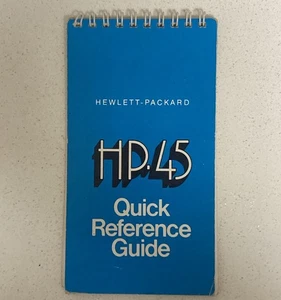 HEWLETT-PACKARD
HP·45
Quick
Reference
Guide